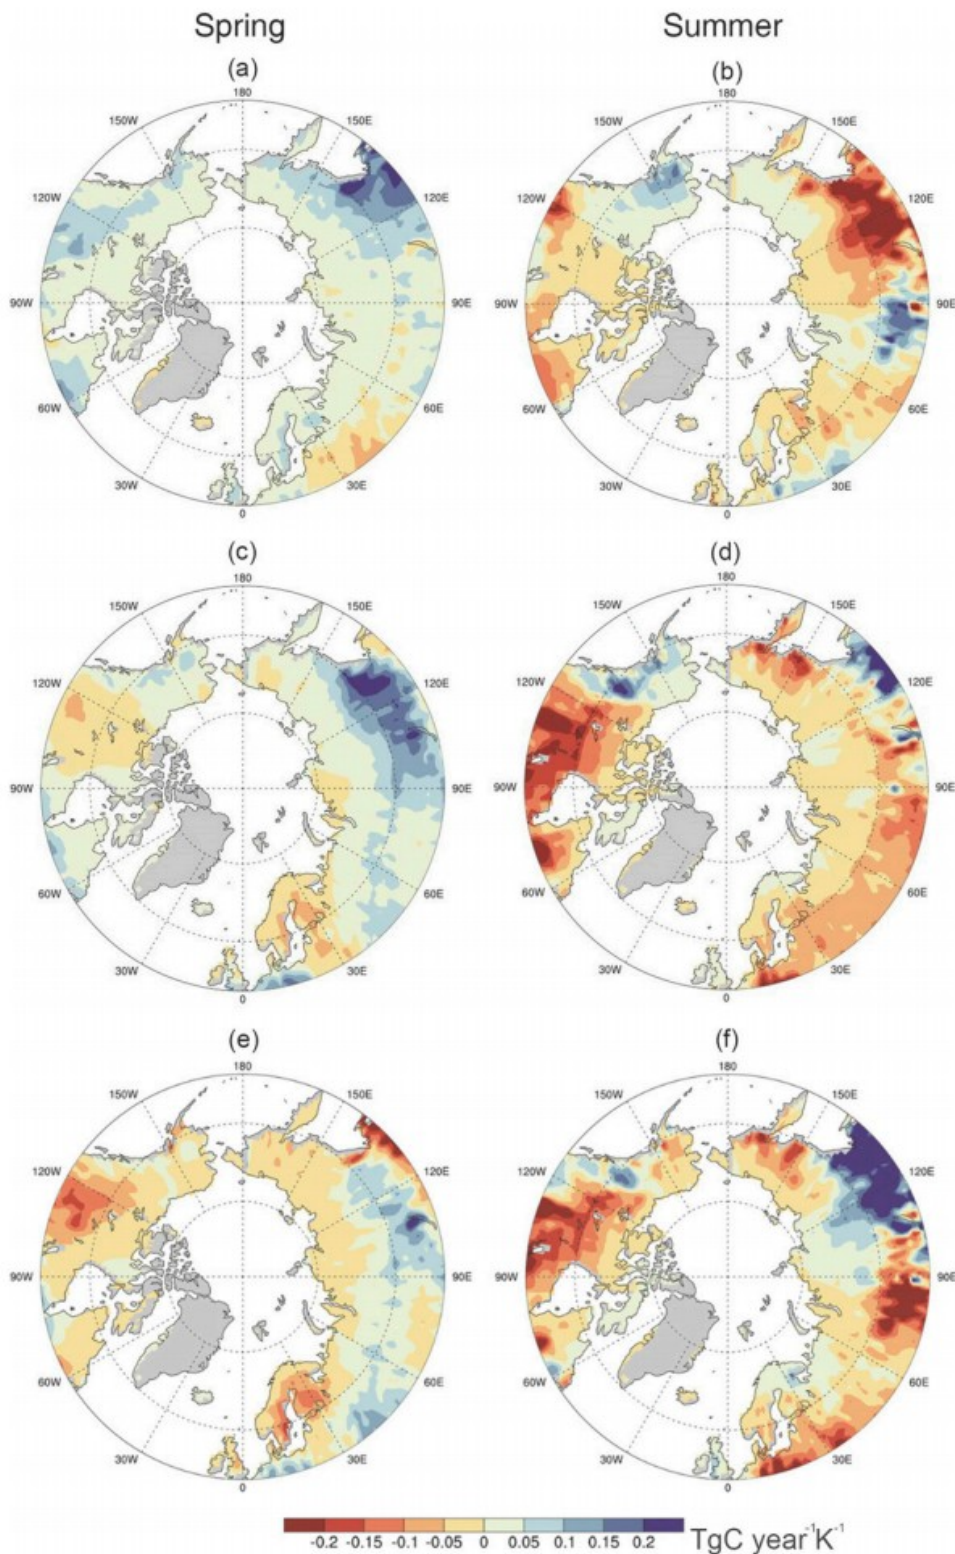 Spring Summer
(a) (b)
180 180
150W 150E 150W 150E
120W 120E 120W 120E
90W 90E 90W 90E
60W 60E 60W 60E
30W 30E 30W 30E
0 0
(c) (d)
180 180
150W 150E 150W 150E
120W 120E 120W 120E
90W 90E 90W 90E
60W 60E 60W 60E
30W 30E 30W 30E
0 0
(e) (f)
180 180
150W 150E 150W 150E
120W 120E 120W 120E
90W 90E 90W 90E
60W 60E 60W 60E
30W 30E 30W 30E
0 0
-0.2 -0.15 -0.1 -0.05 0 0.05 0.1 0.15 0.2 TgC year⁻¹K⁻¹